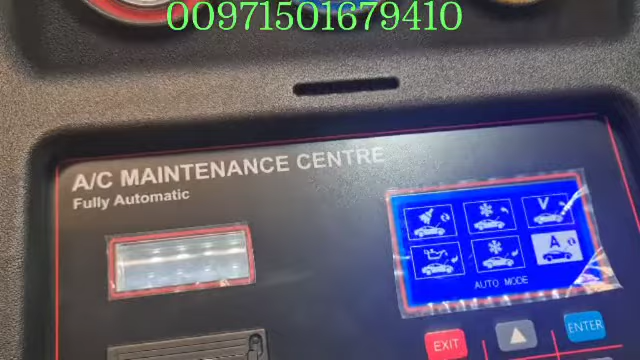 00971501679410
A/C MAINTENANCE CENTRE
Fully Automatic
V
A
AUTO MODE
EXIT
ENTER